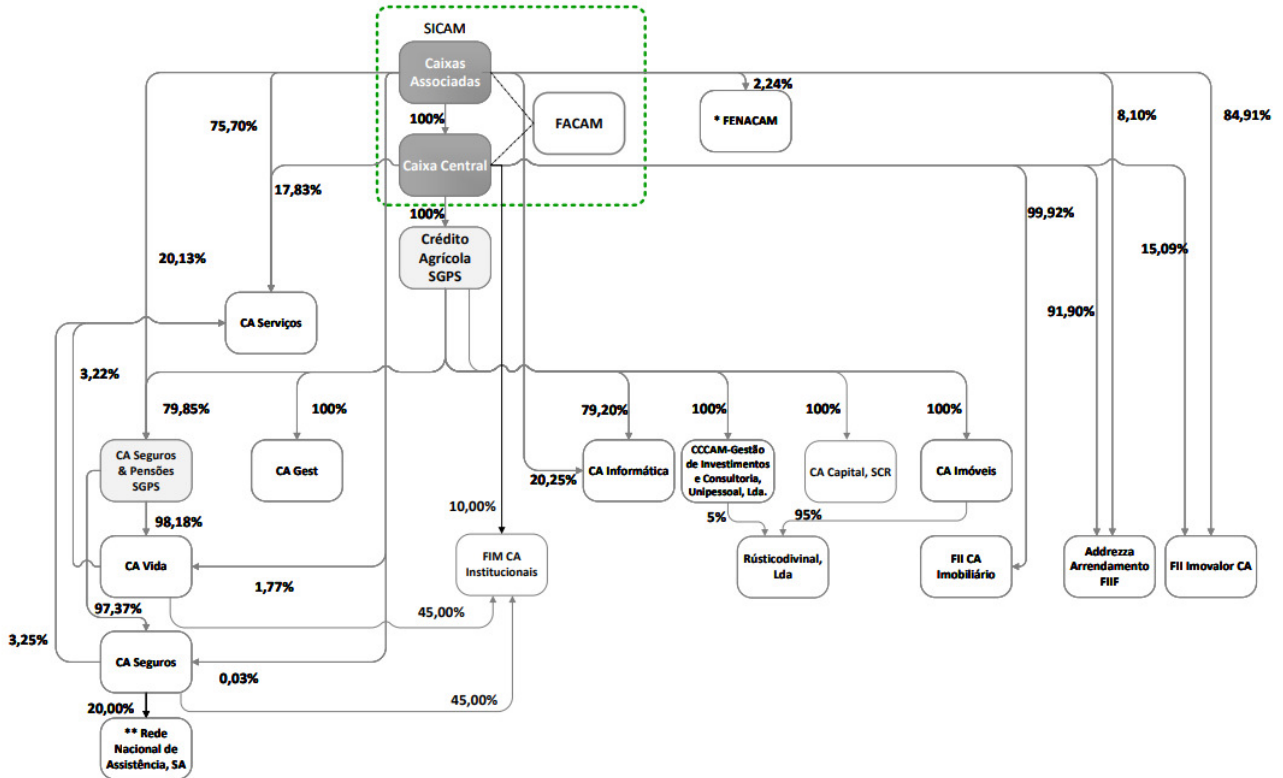 SICAM
Caixas
Associadas
2,24%
* FENACAM
FACAM
100%
75,70%
8,10%
84,91%
Caixa Central
17,83%
100%
99,92%
Crédito
Agrícola
SGPS
20,13%
15,09%
CA Serviços
91,90%
3,22%
79,85%
100%
79,20%
100%
100%
100%
CA Seguros
& Pensões
SGPS
CA Gest
CA Informática
CCCAM-Gestão
de Investimentos
e Consultoria,
Unipessoal, Lda.
CA Capital, SCR
CA Imóveis
20,25%
10,00%
98,18%
5%
95%
CA Vida
FIM CA
Institucionais
Rústicodivinal,
Lda
FII CA
Imobiliário
Addrezza
Arrendamento
FIIF
FII Imovalor CA
1,77%
97,37%
45,00%
3,25%
CA Seguros
0,03%
45,00%
20,00%
** Rede
Nacional de
Assistência, SA